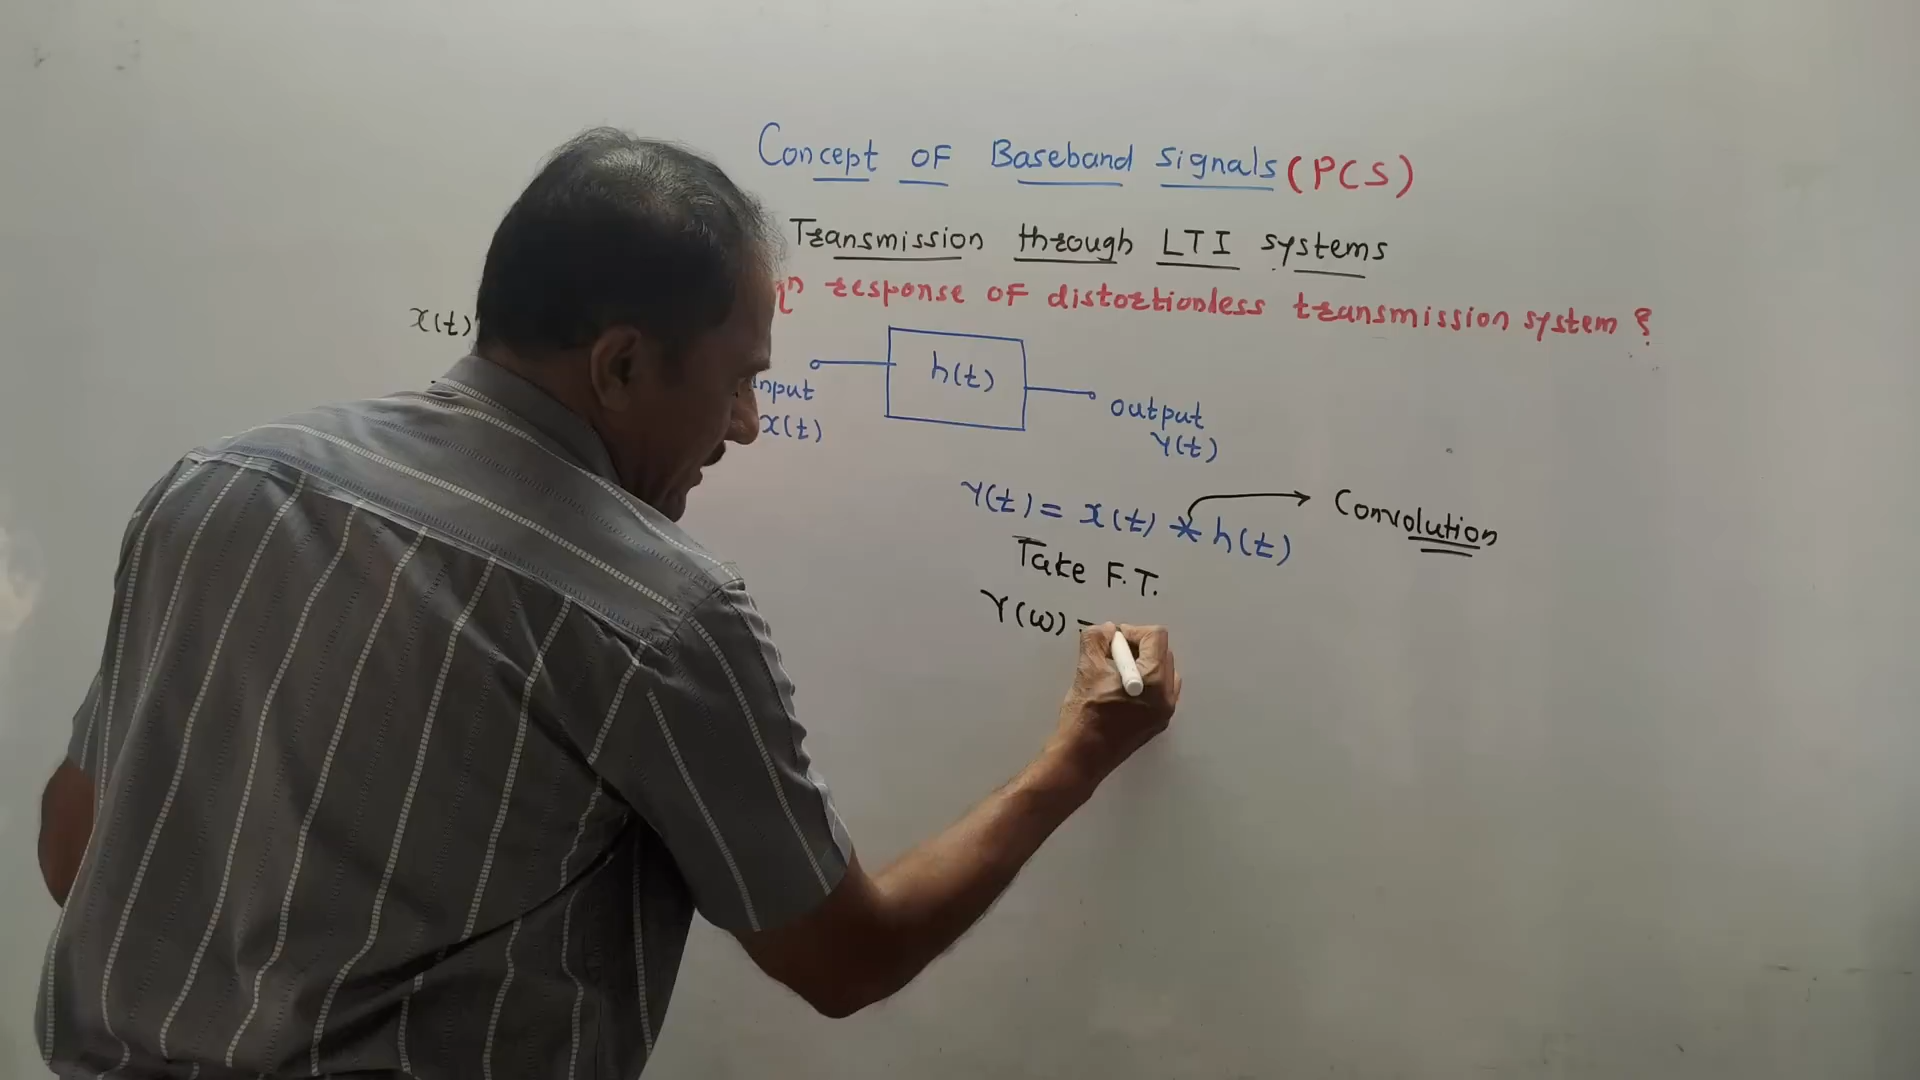 Concept OF Baseband Signals (PCS)
Transmission through LTI systems
response OF distortionless transmission system ?
x(t)
h(t)
Input
x(t)
output
Y(t)
Y(t) = x(t) * h(t)
Convolution
Take F.T.
Y(ω) =